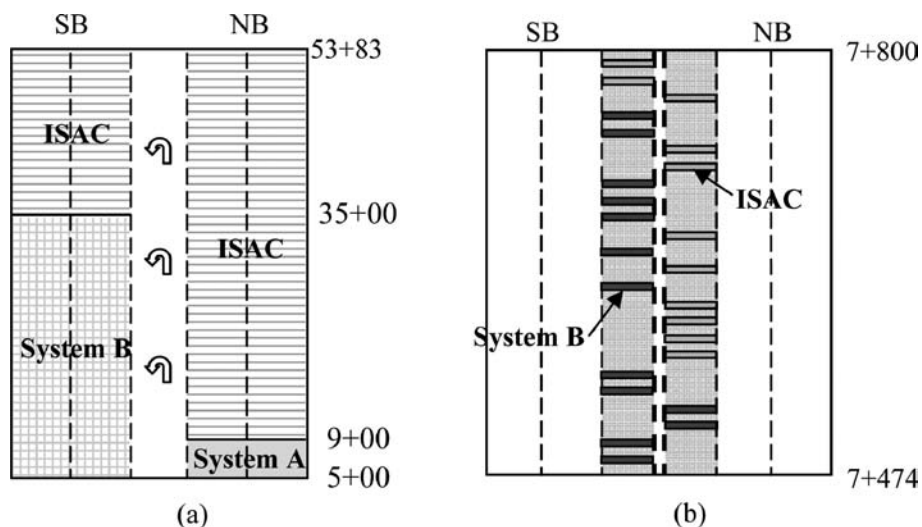 SB NB
53+83
ISAC
35+00
ISAC
System B
9+00
System A
5+00
(a)
SB NB
7+800
ISAC
System B
7+474
(b)